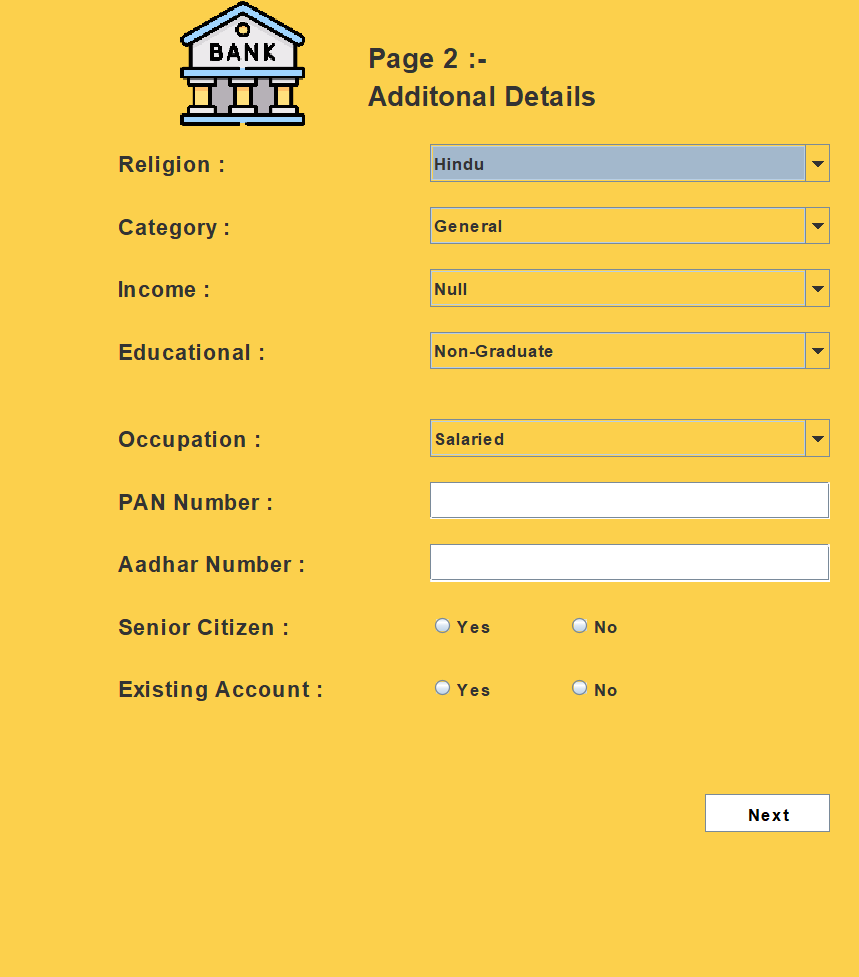 BANK
Page 2 :-
Additonal Details
Religion : Hindu
Category : General
Income : Null
Educational : Non-Graduate
Occupation : Salaried
PAN Number :
Aadhar Number :
Senior Citizen : Yes No
Existing Account : Yes No
Next